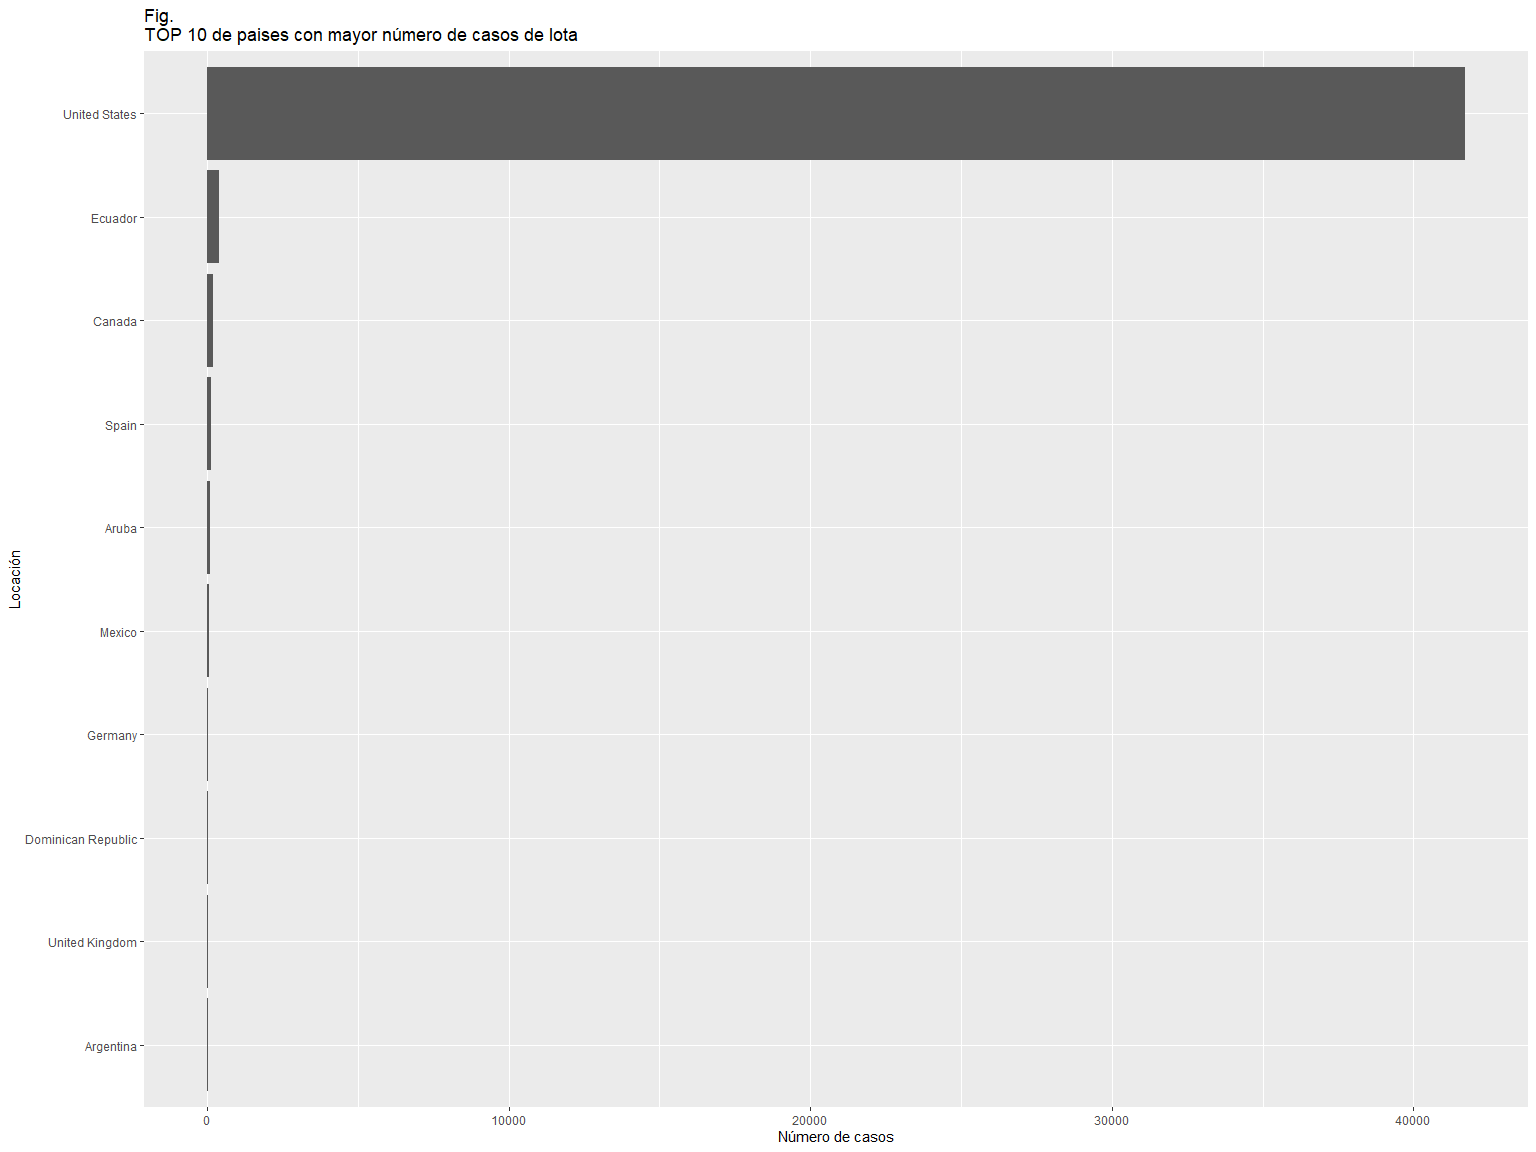 Fig.
TOP 10 de paises con mayor número de casos de Iota
United States
Ecuador
Canada
Spain
Aruba
Mexico
Germany
Dominican Republic
United Kingdom
Argentina
Locación
0 10000 20000 30000 40000
Número de casos